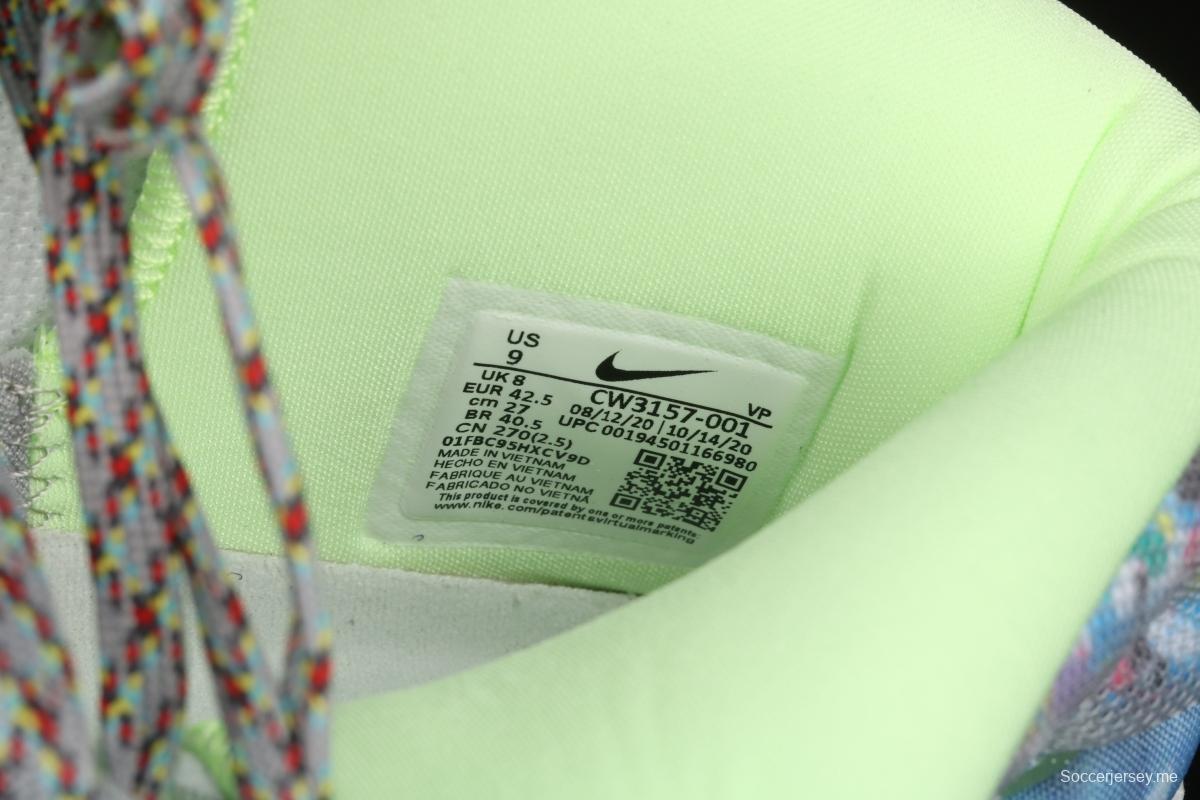 US
9
UK 8
EUR 42.5
cm 27
BR 40.5
CN 270(2.5)
01FBC95HXCV9D
MADE IN VIETNAM
HECHO EN VIETNAM
FABRIQUE AU VIETNAM
FABRICADO NO VIETNÃ
This product is covered by one or more patents:
www.nike.com/patentsvirtualmarking
VP
CW3157-001
08/12/20 | 10/14/20
UPC 00194501166980
Soccerjersey.me